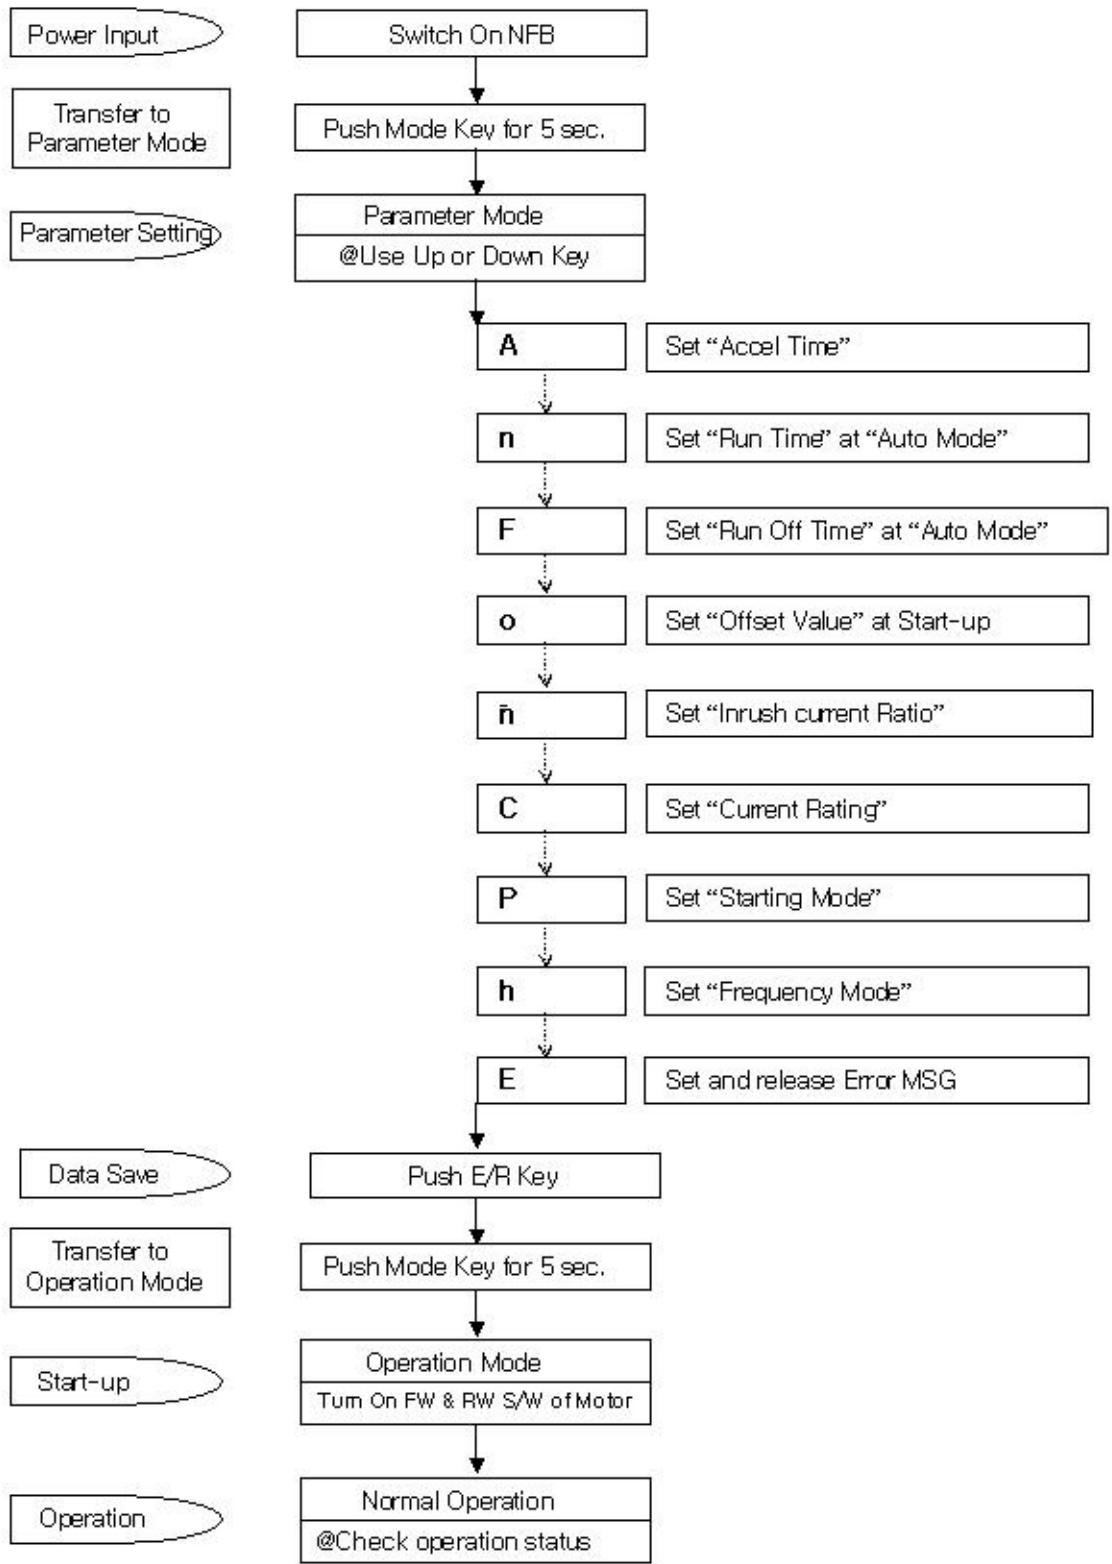 Power Input
Switch On NFB
Transfer to
Parameter Mode
Push Mode Key for 5 sec.
Parameter Setting
Parameter Mode
@Use Up or Down Key
A
Set “Accel Time”
n
Set “Run Time” at “Auto Mode”
F
Set “Run Off Time” at “Auto Mode”
o
Set “Offset Value” at Start-up
n̄
Set “Inrush current Ratio”
C
Set “Current Rating”
P
Set “Starting Mode”
h
Set “Frequency Mode”
E
Set and release Error MSG
Data Save
Push E/R Key
Transfer to
Operation Mode
Push Mode Key for 5 sec.
Start-up
Operation Mode
Turn On FW & RW S/W of Motor
Operation
Normal Operation
@Check operation status